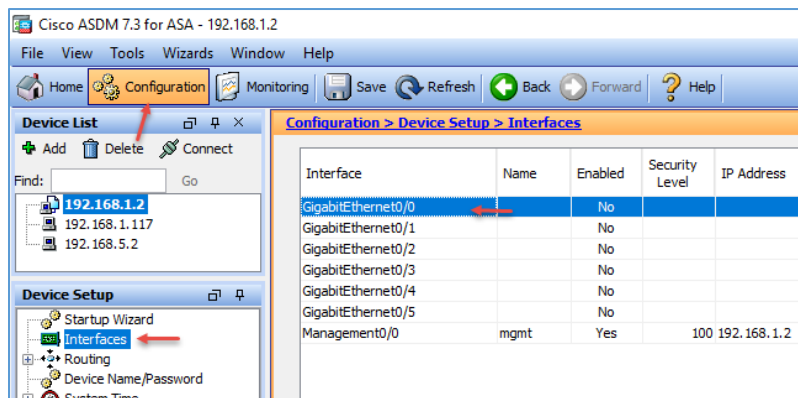 Cisco ASDM 7.3 for ASA - 192.168.1.2
File View Tools Wizards Window Help
Home Configuration Monitoring Save Refresh Back Forward Help
Device List
Add Delete Connect
Find: Go
192.168.1.2
192.168.1.117
192.168.5.2
Device Setup
Startup Wizard
Interfaces
Routing
Device Name/Password
System Time
Configuration > Device Setup > Interfaces
Interface Name Enabled Security Level IP Address
GigabitEthernet0/0 No
GigabitEthernet0/1 No
GigabitEthernet0/2 No
GigabitEthernet0/3 No
GigabitEthernet0/4 No
GigabitEthernet0/5 No
Management0/0 mgmt Yes 100 192.168.1.2